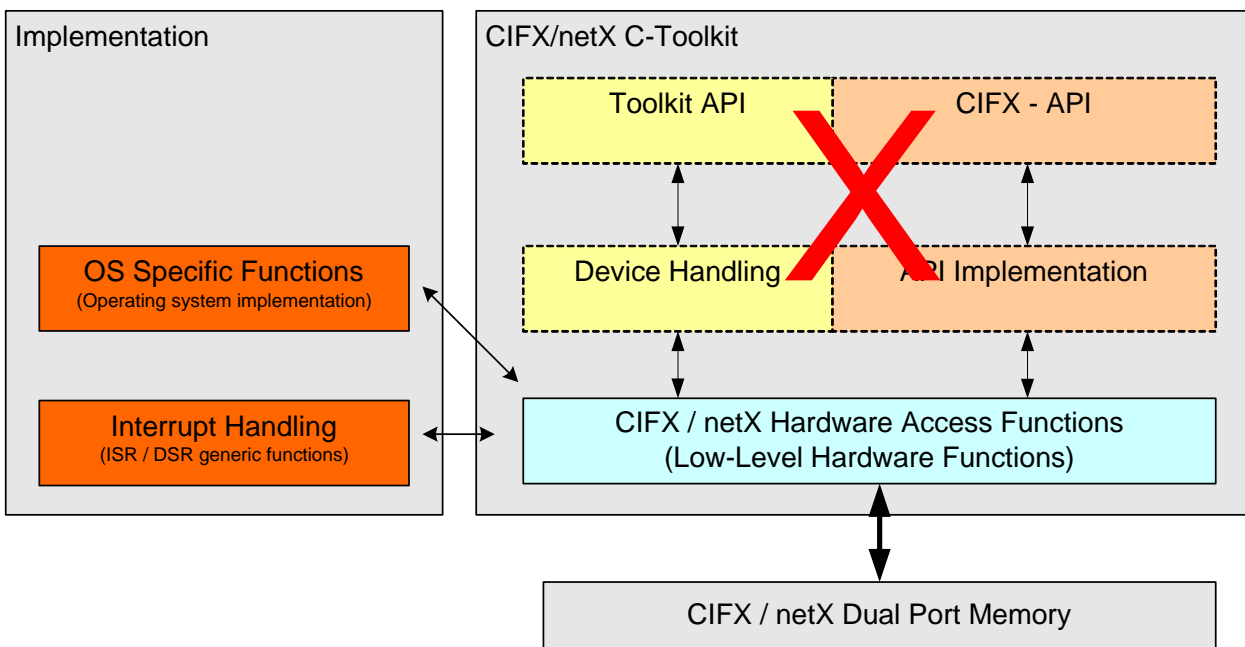 Implementation
CIFX/netX C-Toolkit
Toolkit API
CIFX - API
OS Specific Functions
(Operating system implementation)
Device Handling
API Implementation
Interrupt Handling
(ISR / DSR generic functions)
CIFX / netX Hardware Access Functions
(Low-Level Hardware Functions)
CIFX / netX Dual Port Memory